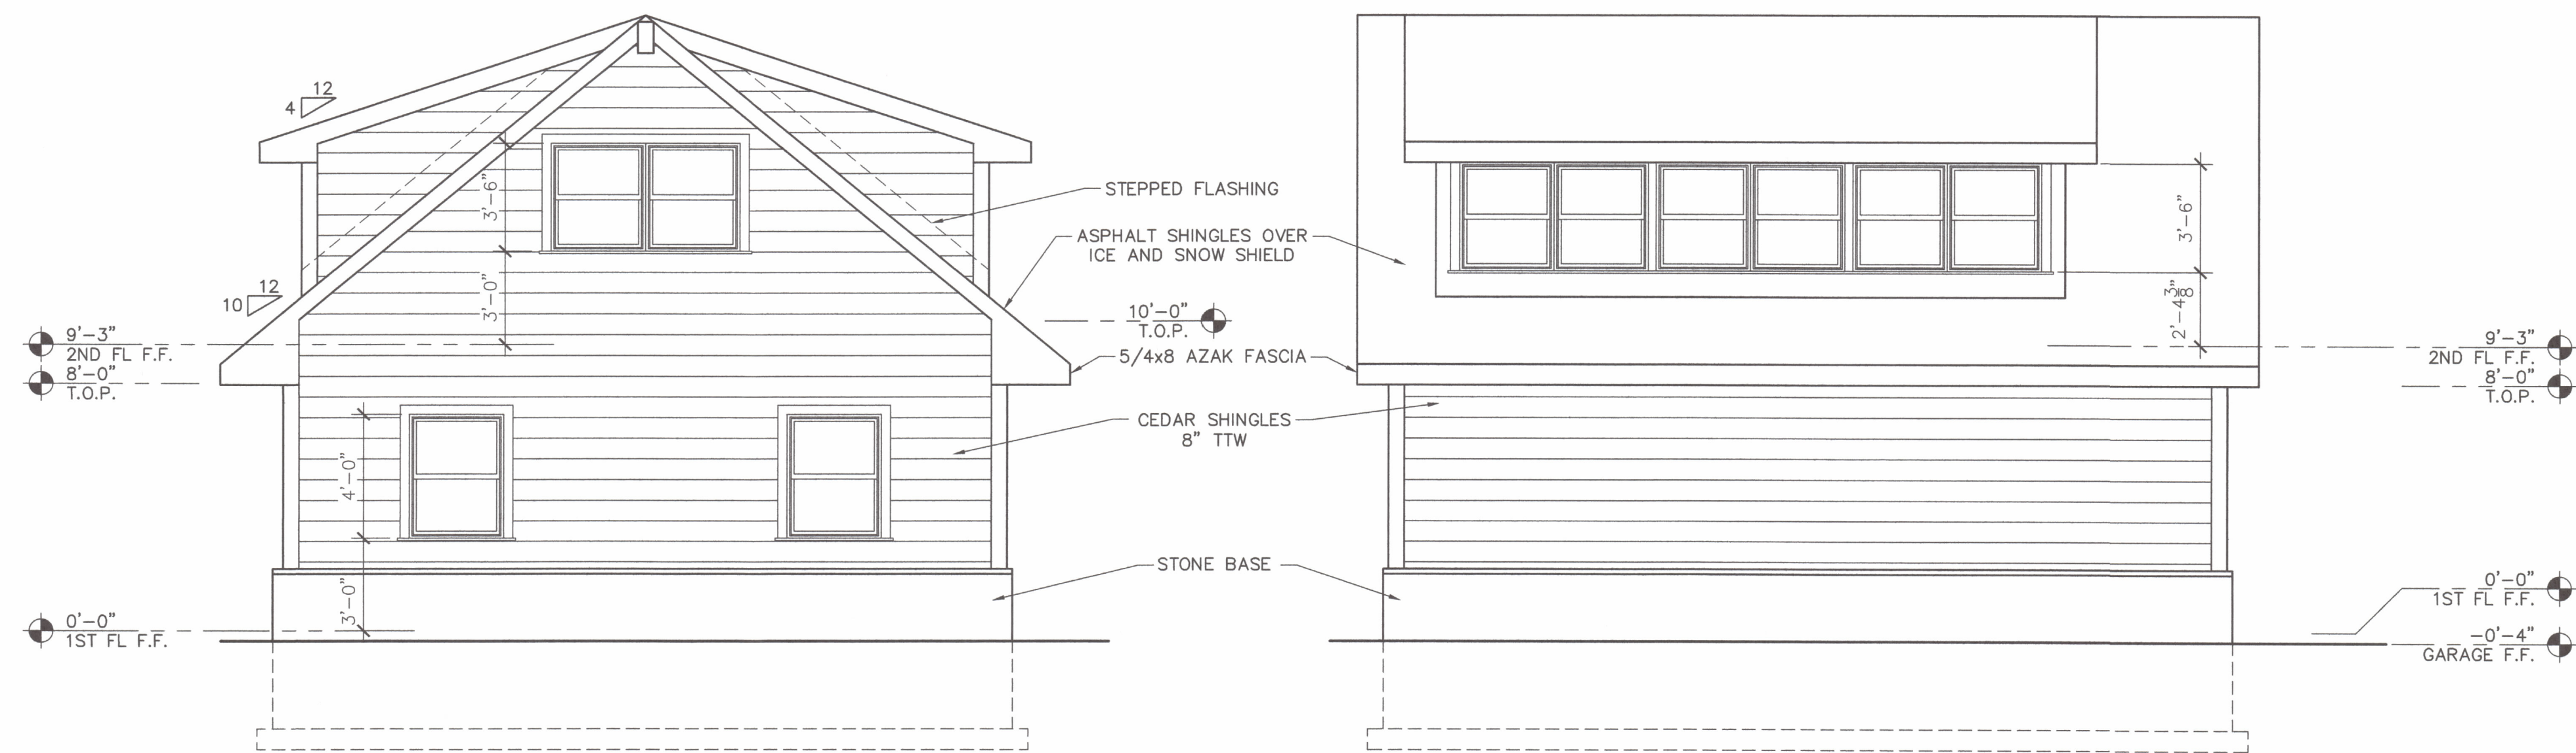 12
4
12
10
3'-6"
3'-0"
4'-0"
3'-0"
9'-3"
2ND FL F.F.
8'-0"
T.O.P.
0'-0"
1ST FL F.F.
STEPPED FLASHING
ASPHALT SHINGLES OVER
ICE AND SNOW SHIELD
10'-0"
T.O.P.
5/4x8 AZAK FASCIA
CEDAR SHINGLES
8" TTW
STONE BASE
3'-6"
2'-4 3/8"
9'-3"
2ND FL F.F.
8'-0"
T.O.P.
0'-0"
1ST FL F.F.
-0'-4"
GARAGE F.F.